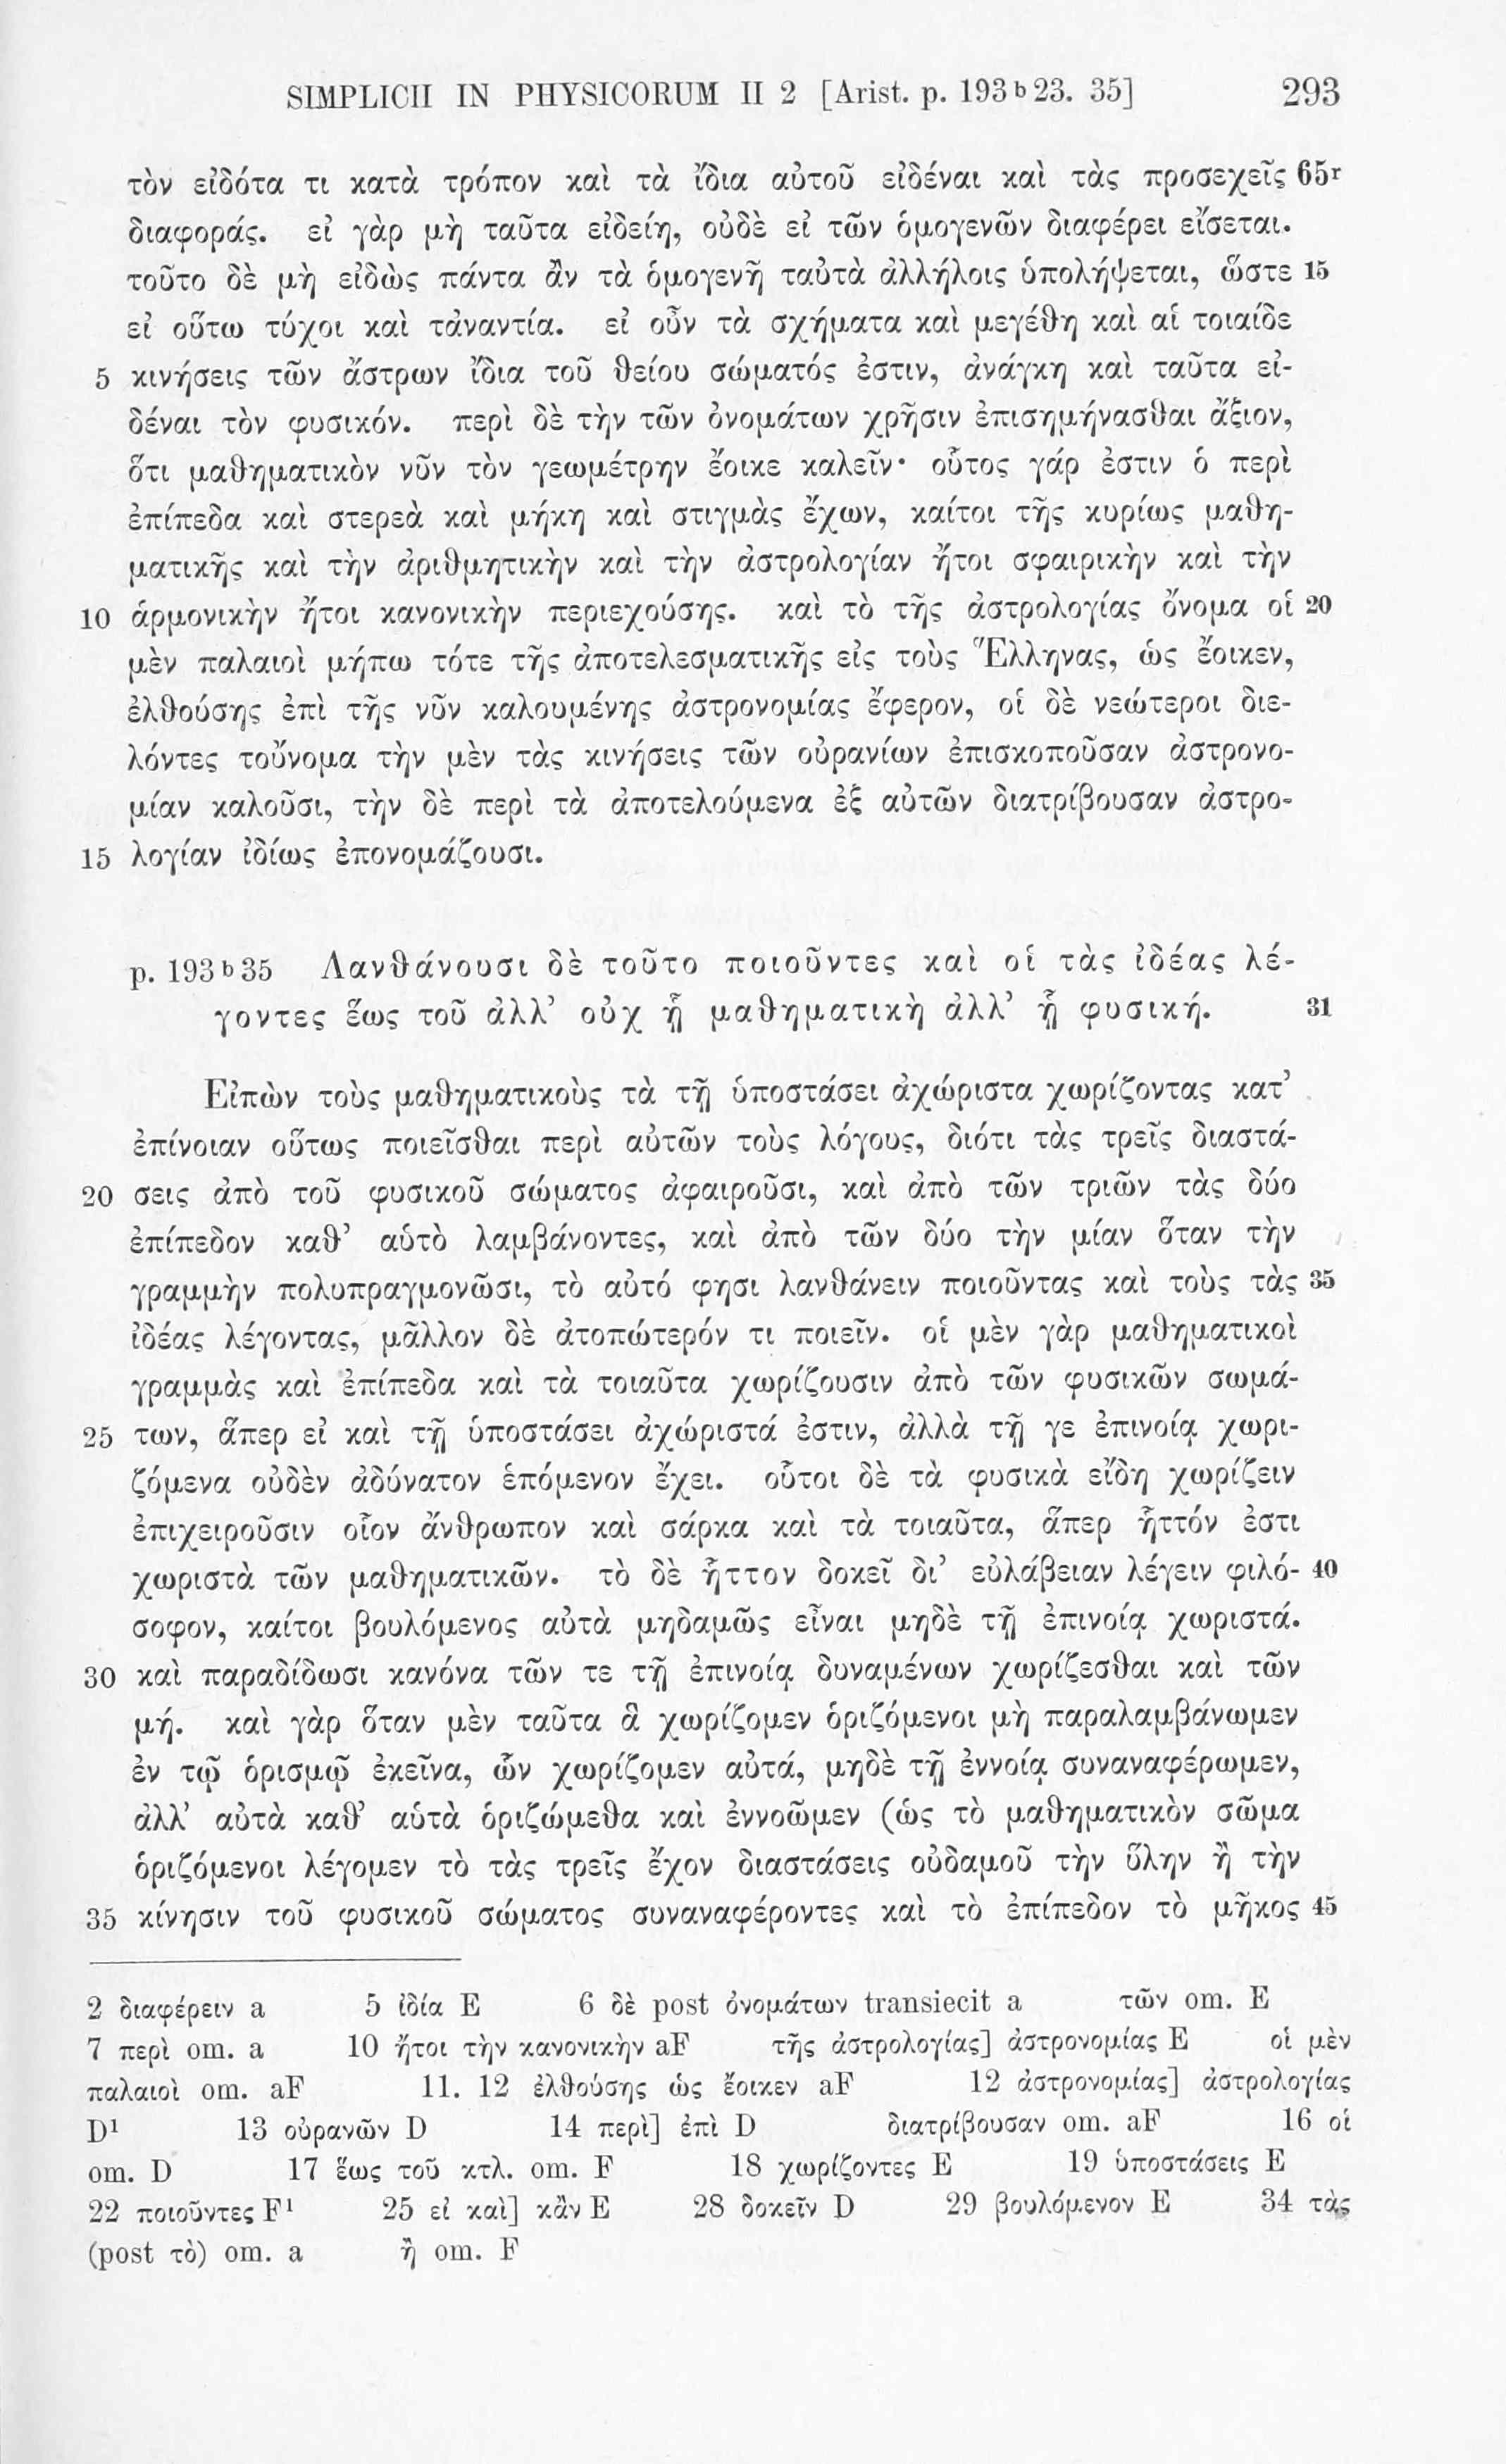 SIMPLICII IN PHYSICORUM II 2 [Arist. p. 193ᵇ23. 35] 293
τὸν εἰδότα τι κατὰ τρόπον καὶ τὰ ἴδια αὐτοῦ εἰδέναι καὶ τὰς προσεχεῖς 65ʳ
διαφοράς. εἰ γὰρ μὴ ταῦτα εἰδείη, οὐδὲ εἰ τῶν ὁμογενῶν διαφέρει εἴσεται.
τοῦτο δὲ μὴ εἰδὼς πάντα ἂν τὰ ὁμογενῆ ταὐτὰ ἀλλήλοις ὑπολήψεται, ὥστε 15
εἰ οὕτω τύχοι καὶ τἀναντία. εἰ οὖν τὰ σχήματα καὶ μεγέθη καὶ αἱ τοιαίδε
5 κινήσεις τῶν ἄστρων ἴδια τοῦ θείου σώματός ἐστιν, ἀνάγκη καὶ ταῦτα εἰ-
δέναι τὸν φυσικόν. περὶ δὲ τὴν τῶν ὀνομάτων χρῆσιν ἐπισημήνασθαι ἄξιον,
ὅτι μαθηματικὸν νῦν τὸν γεωμέτρην ἔοικε καλεῖν· οὗτος γάρ ἐστιν ὁ περὶ
ἐπίπεδα καὶ στερεὰ καὶ μήκη καὶ στιγμὰς ἔχων, καίτοι τῆς κυρίως μαθη-
ματικῆς καὶ τὴν ἀριθμητικὴν καὶ τὴν ἀστρολογίαν ἤτοι σφαιρικὴν καὶ τὴν
10 ἁρμονικὴν ἤτοι κανονικὴν περιεχούσης. καὶ τὸ τῆς ἀστρολογίας ὄνομα οἱ 20
μὲν παλαιοὶ μήπω τότε τῆς ἀποτελεσματικῆς εἰς τοὺς Ἕλληνας, ὡς ἔοικεν,
ἐλθούσης ἐπὶ τῆς νῦν καλουμένης ἀστρονομίας ἔφερον, οἱ δὲ νεώτεροι διε-
λόντες τοὔνομα τὴν μὲν τὰς κινήσεις τῶν οὐρανίων ἐπισκοποῦσαν ἀστρονο-
μίαν καλοῦσι, τὴν δὲ περὶ τὰ ἀποτελούμενα ἐξ αὐτῶν διατρίβουσαν ἀστρο-
15 λογίαν ἰδίως ἐπονομάζουσι.
p. 193ᵇ35 Λανθάνουσι δὲ τοῦτο ποιοῦντες καὶ οἱ τὰς ἰδέας λέ-
γοντες ἕως τοῦ ἀλλ’ οὐχ ᾗ μαθηματικὴ ἀλλ’ ᾗ φυσική. 31
Εἰπὼν τοὺς μαθηματικοὺς τὰ τῇ ὑποστάσει ἀχώριστα χωρίζοντας κατ’
ἐπίνοιαν οὕτως ποιεῖσθαι περὶ αὐτῶν τοὺς λόγους, διότι τὰς τρεῖς διαστά-
20 σεις ἀπὸ τοῦ φυσικοῦ σώματος ἀφαιροῦσι, καὶ ἀπὸ τῶν τριῶν τὰς δύο
ἐπίπεδον καθ’ αὑτὸ λαμβάνοντες, καὶ ἀπὸ τῶν δύο τὴν μίαν ὅταν τὴν
γραμμὴν πολυπραγμονῶσι, τὸ αὐτό φησι λανθάνειν ποιοῦντας καὶ τοὺς τὰς 35
ἰδέας λέγοντας, μᾶλλον δὲ ἀτοπώτερόν τι ποιεῖν. οἱ μὲν γὰρ μαθηματικοὶ
γραμμὰς καὶ ἐπίπεδα καὶ τὰ τοιαῦτα χωρίζουσιν ἀπὸ τῶν φυσικῶν σωμά-
25 των, ἅπερ εἰ καὶ τῇ ὑποστάσει ἀχώριστά ἐστιν, ἀλλὰ τῇ γε ἐπινοίᾳ χωρι-
ζόμενα οὐδὲν ἀδύνατον ἑπόμενον ἔχει. οὗτοι δὲ τὰ φυσικὰ εἴδη χωρίζειν
ἐπιχειροῦσιν οἷον ἄνθρωπον καὶ σάρκα καὶ τὰ τοιαῦτα, ἅπερ ἧττόν ἐστι
χωριστὰ τῶν μαθηματικῶν. τὸ δὲ ἧττον δοκεῖ δι’ εὐλάβειαν λέγειν φιλό- 40
σοφον, καίτοι βουλόμενος αὐτὰ μηδαμῶς εἶναι μηδὲ τῇ ἐπινοίᾳ χωριστά.
30 καὶ παραδίδωσι κανόνα τῶν τε τῇ ἐπινοίᾳ δυναμένων χωρίζεσθαι καὶ τῶν
μή. καὶ γὰρ ὅταν μὲν ταῦτα ἃ χωρίζομεν ὁριζόμενοι μὴ παραλαμβάνωμεν
ἐν τῷ ὁρισμῷ ἐκεῖνα, ὧν χωρίζομεν αὐτά, μηδὲ τῇ ἐννοίᾳ συναναφέρωμεν,
ἀλλ’ αὐτὰ καθ’ αὑτὰ ὁριζώμεθα καὶ ἐννοῶμεν (ὡς τὸ μαθηματικὸν σῶμα
ὁριζόμενοι λέγομεν τὸ τὰς τρεῖς ἔχον διαστάσεις οὐδαμοῦ τὴν ὕλην ἢ τὴν
35 κίνησιν τοῦ φυσικοῦ σώματος συναναφέροντες καὶ τὸ ἐπίπεδον τὸ μῆκος 45
2 διαφέρειν a 5 ἰδία E 6 δὲ post ὀνομάτων transiecit a τῶν om. E
7 περὶ om. a 10 ἤτοι τὴν κανονικὴν aF τῆς ἀστρολογίας] ἀστρονομίας E οἱ μὲν
παλαιοὶ om. aF 11. 12 ἐλθούσης ὡς ἔοικεν aF 12 ἀστρονομίας] ἀστρολογίας
D¹ 13 οὐρανῶν D 14 περὶ] ἐπὶ D διατρίβουσαν om. aF 16 οἱ
om. D 17 ἕως τοῦ κτλ. om. F 18 χωρίζοντες E 19 ὑποστάσεις E
22 ποιοῦντες F¹ 25 εἰ καὶ] κἂν E 28 δοκεῖν D 29 βουλόμενον E 34 τὰς
(post τὸ) om. a ἢ om. F